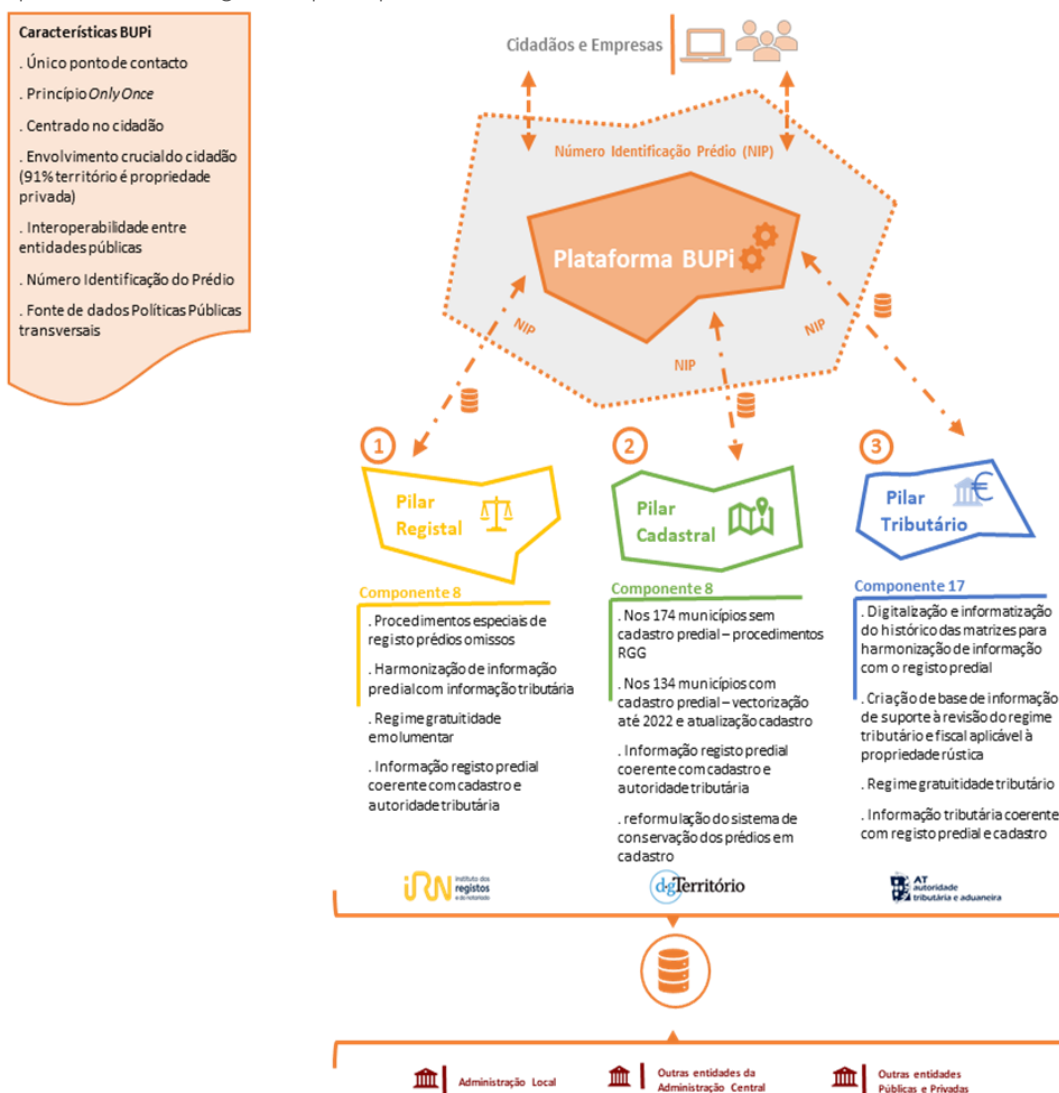 Características BUPi
. Único ponto de contacto
. Princípio Only Once
. Centrado no cidadão
. Envolvimento crucial do cidadão
(91% território é propriedade
privada)
. Interoperabilidade entre
entidades públicas
. Número Identificação do Prédio
. Fonte de dados Políticas Públicas
transversais
Cidadãos e Empresas
Número Identificação Prédio (NIP)
Plataforma BUPi
NIP
NIP
NIP
1
Pilar
Registal
Componente 8
. Procedimentos especiais de
registo prédios omissos
. Harmonização de informação
predial com informação tributária
. Regime gratuitidade
emolumentar
. Informação registo predial
coerente com cadastro e
autoridade tributária
iRN instituto dos
registos
e do notariado
2
Pilar
Cadastral
Componente 8
. Nos 174 municípios sem
cadastro predial – procedimentos
RGG
. Nos 134 municípios com
cadastro predial – vectorização
até 2022 e atualização cadastro
. Informação registo predial
coerente com cadastro e
autoridade tributária
. reformulação do sistema de
conservação dos prédios em
cadastro
dgTerritório
3
Pilar
Tributário
€
Componente 17
. Digitalização e informatização
do histórico das matrizes para
harmonização de informação
com o registo predial
. Criação de base de informação
de suporte à revisão do regime
tributário e fiscal aplicável à
propriedade rústica
. Regime gratuitidade tributário
. Informação tributária coerente
com registo predial e cadastro
AT
autoridade
tributária e aduaneira
Administração Local
Outras entidades da
Administração Central
Outras entidades
Públicas e Privadas